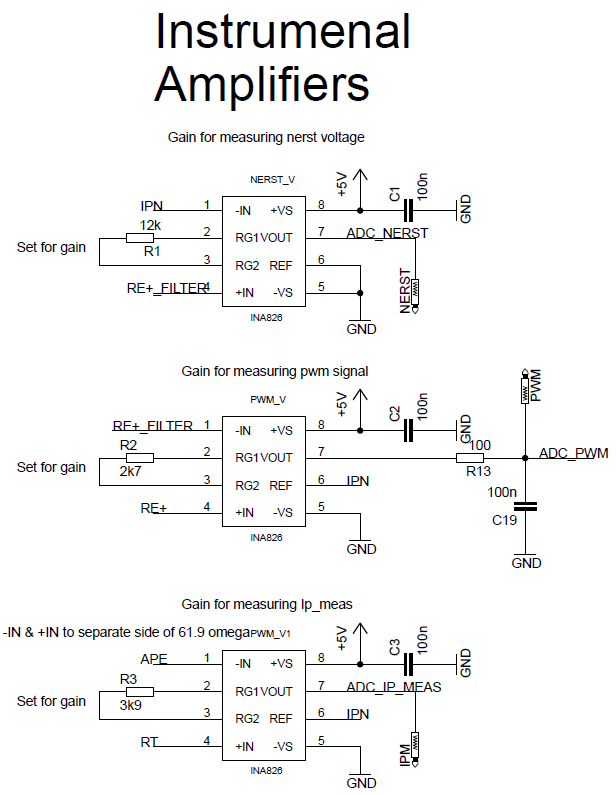 Instrumenal
Amplifiers
Gain for measuring nerst voltage
NERST_V
+5V
C1
100n
GND
IPN
1
-IN
+VS
8
12k
2
RG1
VOUT
7
ADC_NERST
Set for gain
R1
3
RG2
REF
6
RE+_FILTER
4
+IN
-VS
5
NERST
INA826
GND
Gain for measuring pwm signal
PWM_V
+5V
C2
100n
GND
PWM
RE+_FILTER
1
-IN
+VS
8
R2
2
RG1
VOUT
7
100
ADC_PWM
Set for gain
2k7
R13
3
RG2
REF
6
IPN
100n
RE+
4
+IN
-VS
5
C19
INA826
GND
GND
Gain for measuring Ip_meas
-IN & +IN to separate side of 61.9 omega
PWM_V1
+5V
C3
100n
GND
APE
1
-IN
+VS
8
R3
2
RG1
VOUT
7
ADC_IP_MEAS
Set for gain
3k9
3
RG2
REF
6
IPN
RT
4
+IN
-VS
5
IPM
INA826
GND